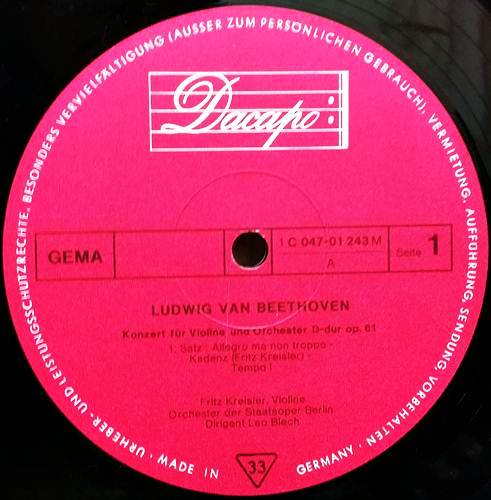 URHEBER- UND LEISTUNGSSCHUTZRECHTE, BESONDERS VERVIELFÄLTIGUNG (AUSSER ZUM PERSÖNLICHEN GEBRAUCH), VERMIETUNG, AUFFÜHRUNG, SENDUNG, VORBEHALTEN ·
Dacapo
GEMA
1 C 047-01 243 M
A
Seite 1
LUDWIG VAN BEETHOVEN
Konzert für Violine und Orchester D-dur op. 61
1. Satz: Allegro ma non troppo -
Kadenz (Fritz Kreisler) -
Tempo I
Fritz Kreisler, Violine
Orchester der Staatsoper Berlin
Dirigent Leo Blech
MADE IN GERMANY ·
33